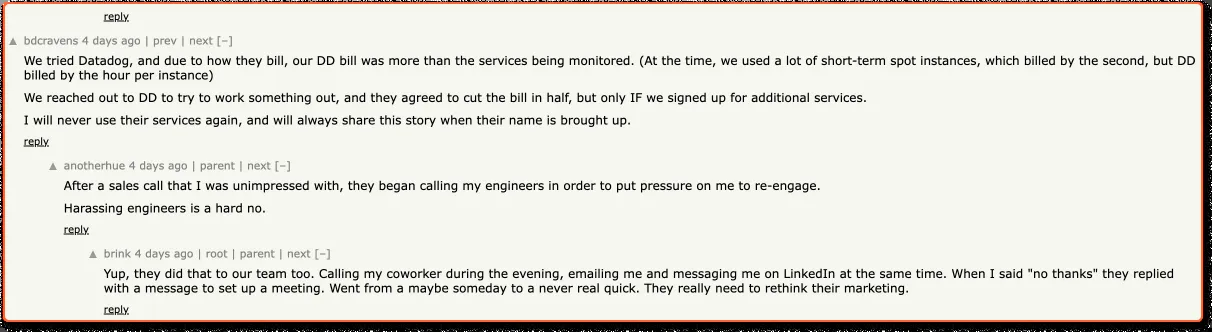 reply
▲ bdcravens 4 days ago | prev | next [–]
We tried Datadog, and due to how they bill, our DD bill was more than the services being monitored. (At the time, we used a lot of short-term spot instances, which billed by the second, but DD
billed by the hour per instance)
We reached out to DD to try to work something out, and they agreed to cut the bill in half, but only IF we signed up for additional services.
I will never use their services again, and will always share this story when their name is brought up.
reply
▲ anotherhue 4 days ago | parent | next [–]
After a sales call that I was unimpressed with, they began calling my engineers in order to put pressure on me to re-engage.
Harassing engineers is a hard no.
reply
▲ brink 4 days ago | root | parent | next [–]
Yup, they did that to our team too. Calling my coworker during the evening, emailing me and messaging me on LinkedIn at the same time. When I said "no thanks" they replied
with a message to set up a meeting. Went from a maybe someday to a never real quick. They really need to rethink their marketing.
reply